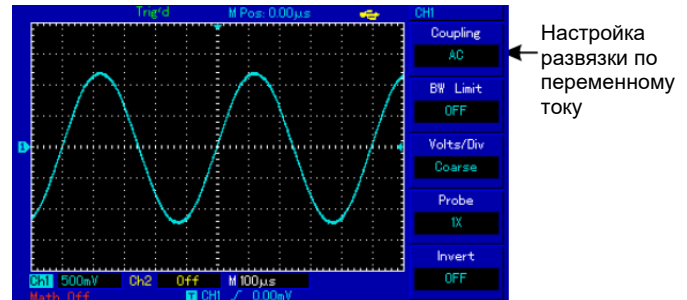 Trig'd M Pos: 0.00μs CH1
Coupling
AC
BW Limit
OFF
Volts/Div
Coarse
Probe
1X
Invert
OFF
1
Ch1 500mV Ch2 Off M 100μs
Math Off T CH1 / 0.00mV
Настройка
развязки по
переменному
току